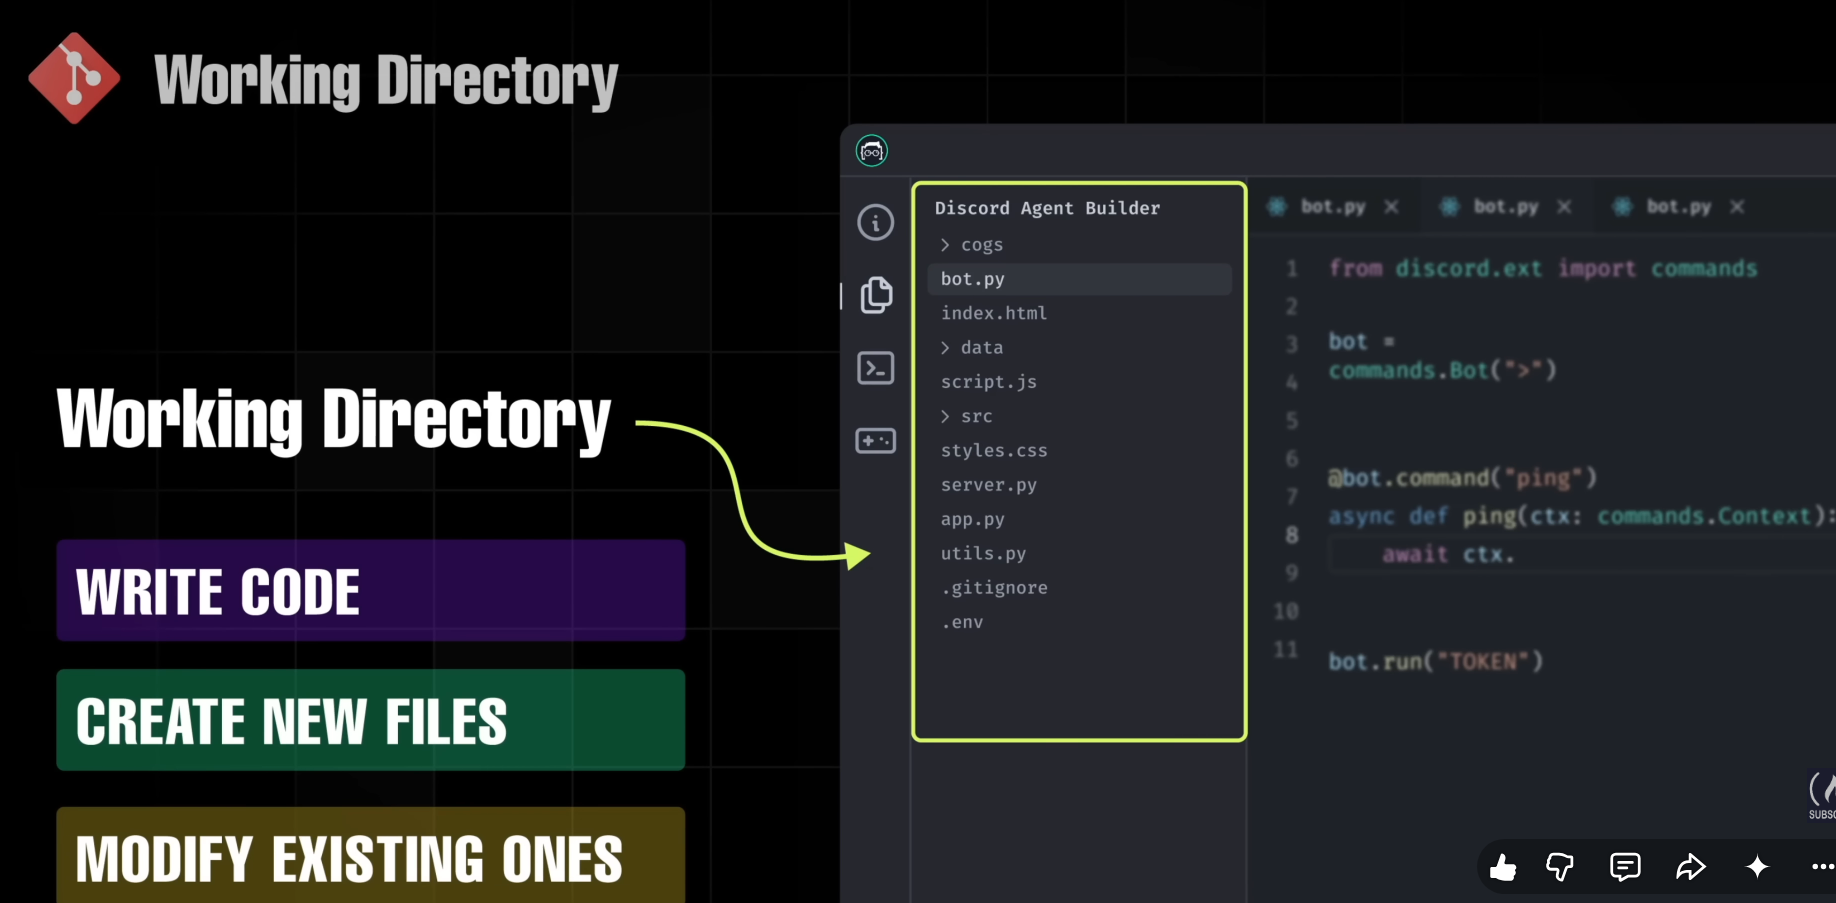 Working Directory
Working Directory
WRITE CODE
CREATE NEW FILES
MODIFY EXISTING ONES
Discord Agent Builder
> cogs
bot.py
index.html
> data
script.js
> src
styles.css
server.py
app.py
utils.py
.gitignore
.env
bot.py × bot.py × bot.py ×
1 from discord.ext import commands
2
3 bot =
4 commands.Bot(">")
5
6 @bot.command("ping")
7 async def ping(ctx: commands.Context):
8 await ctx.
9
10
11 bot.run("TOKEN")